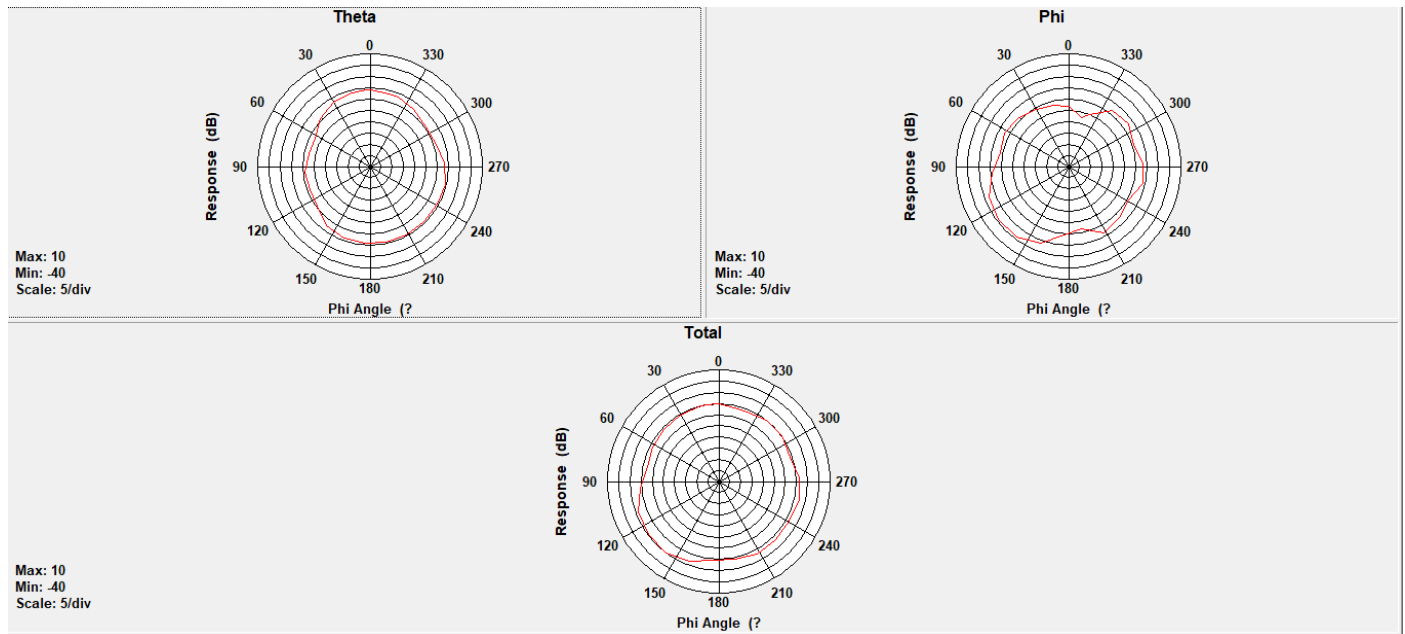 Theta
0
30 330
60 300
Response (dB)
90 270
120 240
150 210
180
Max: 10
Min: -40
Scale: 5/div
Phi Angle (?
Phi
0
30 330
60 300
Response (dB)
90 270
120 240
150 210
180
Max: 10
Min: -40
Scale: 5/div
Phi Angle (?
Total
0
30 330
60 300
Response (dB)
90 270
120 240
150 210
180
Max: 10
Min: -40
Scale: 5/div
Phi Angle (?